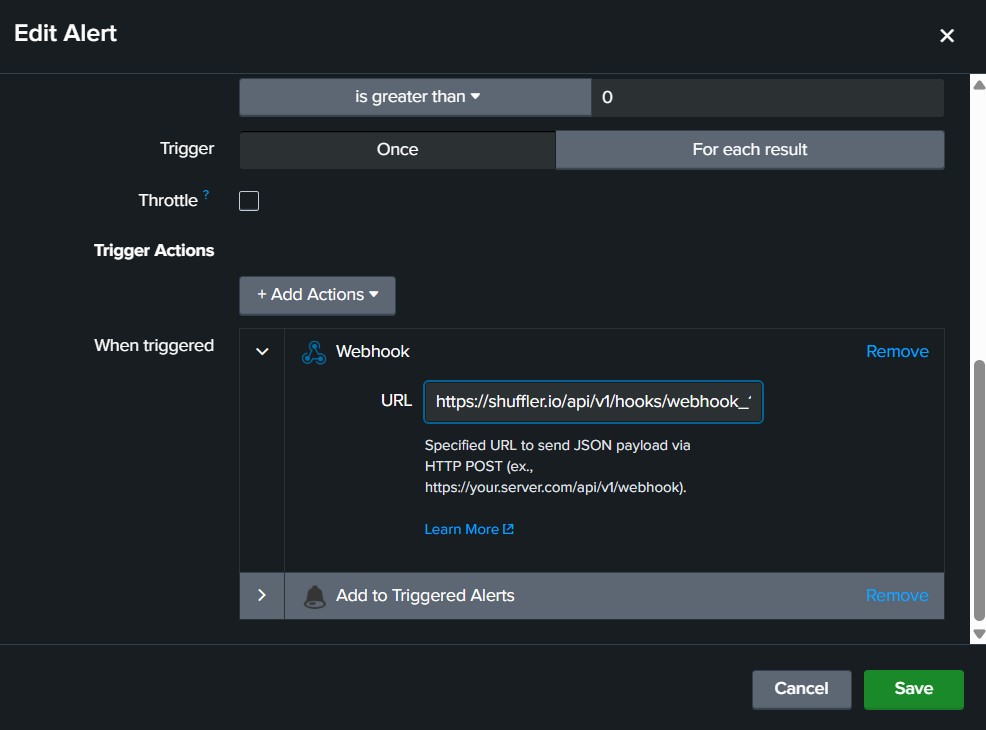 Edit Alert
is greater than
0
Trigger
Once
For each result
Throttle ?
Trigger Actions
+ Add Actions
When triggered
Webhook
Remove
URL
https://shuffler.io/api/v1/hooks/webhook_
Specified URL to send JSON payload via
HTTP POST (ex.,
https://your.server.com/api/v1/webhook).
Learn More
Add to Triggered Alerts
Remove
Cancel
Save